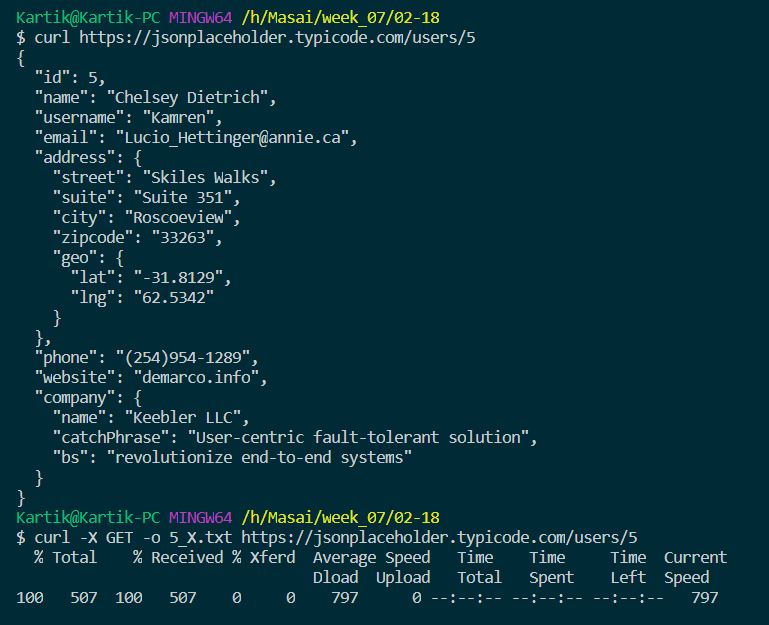 Kartik@Kartik-PC MINGW64 /h/Masai/week_07/02-18
$ curl https://jsonplaceholder.typicode.com/users/5
{
  "id": 5,
  "name": "Chelsey Dietrich",
  "username": "Kamren",
  "email": "Lucio_Hettinger@annie.ca",
  "address": {
    "street": "Skiles Walks",
    "suite": "Suite 351",
    "city": "Roscoeview",
    "zipcode": "33263",
    "geo": {
      "lat": "-31.8129",
      "lng": "62.5342"
    }
  },
  "phone": "(254)954-1289",
  "website": "demarco.info",
  "company": {
    "name": "Keebler LLC",
    "catchPhrase": "User-centric fault-tolerant solution",
    "bs": "revolutionize end-to-end systems"
  }
}
Kartik@Kartik-PC MINGW64 /h/Masai/week_07/02-18
$ curl -X GET -o 5_X.txt https://jsonplaceholder.typicode.com/users/5
  % Total    % Received % Xferd  Average Speed   Time    Time     Time  Current
                                 Dload  Upload   Total   Spent    Left  Speed
100   507  100   507    0     0    797      0 --:--:-- --:--:-- --:--:--   797